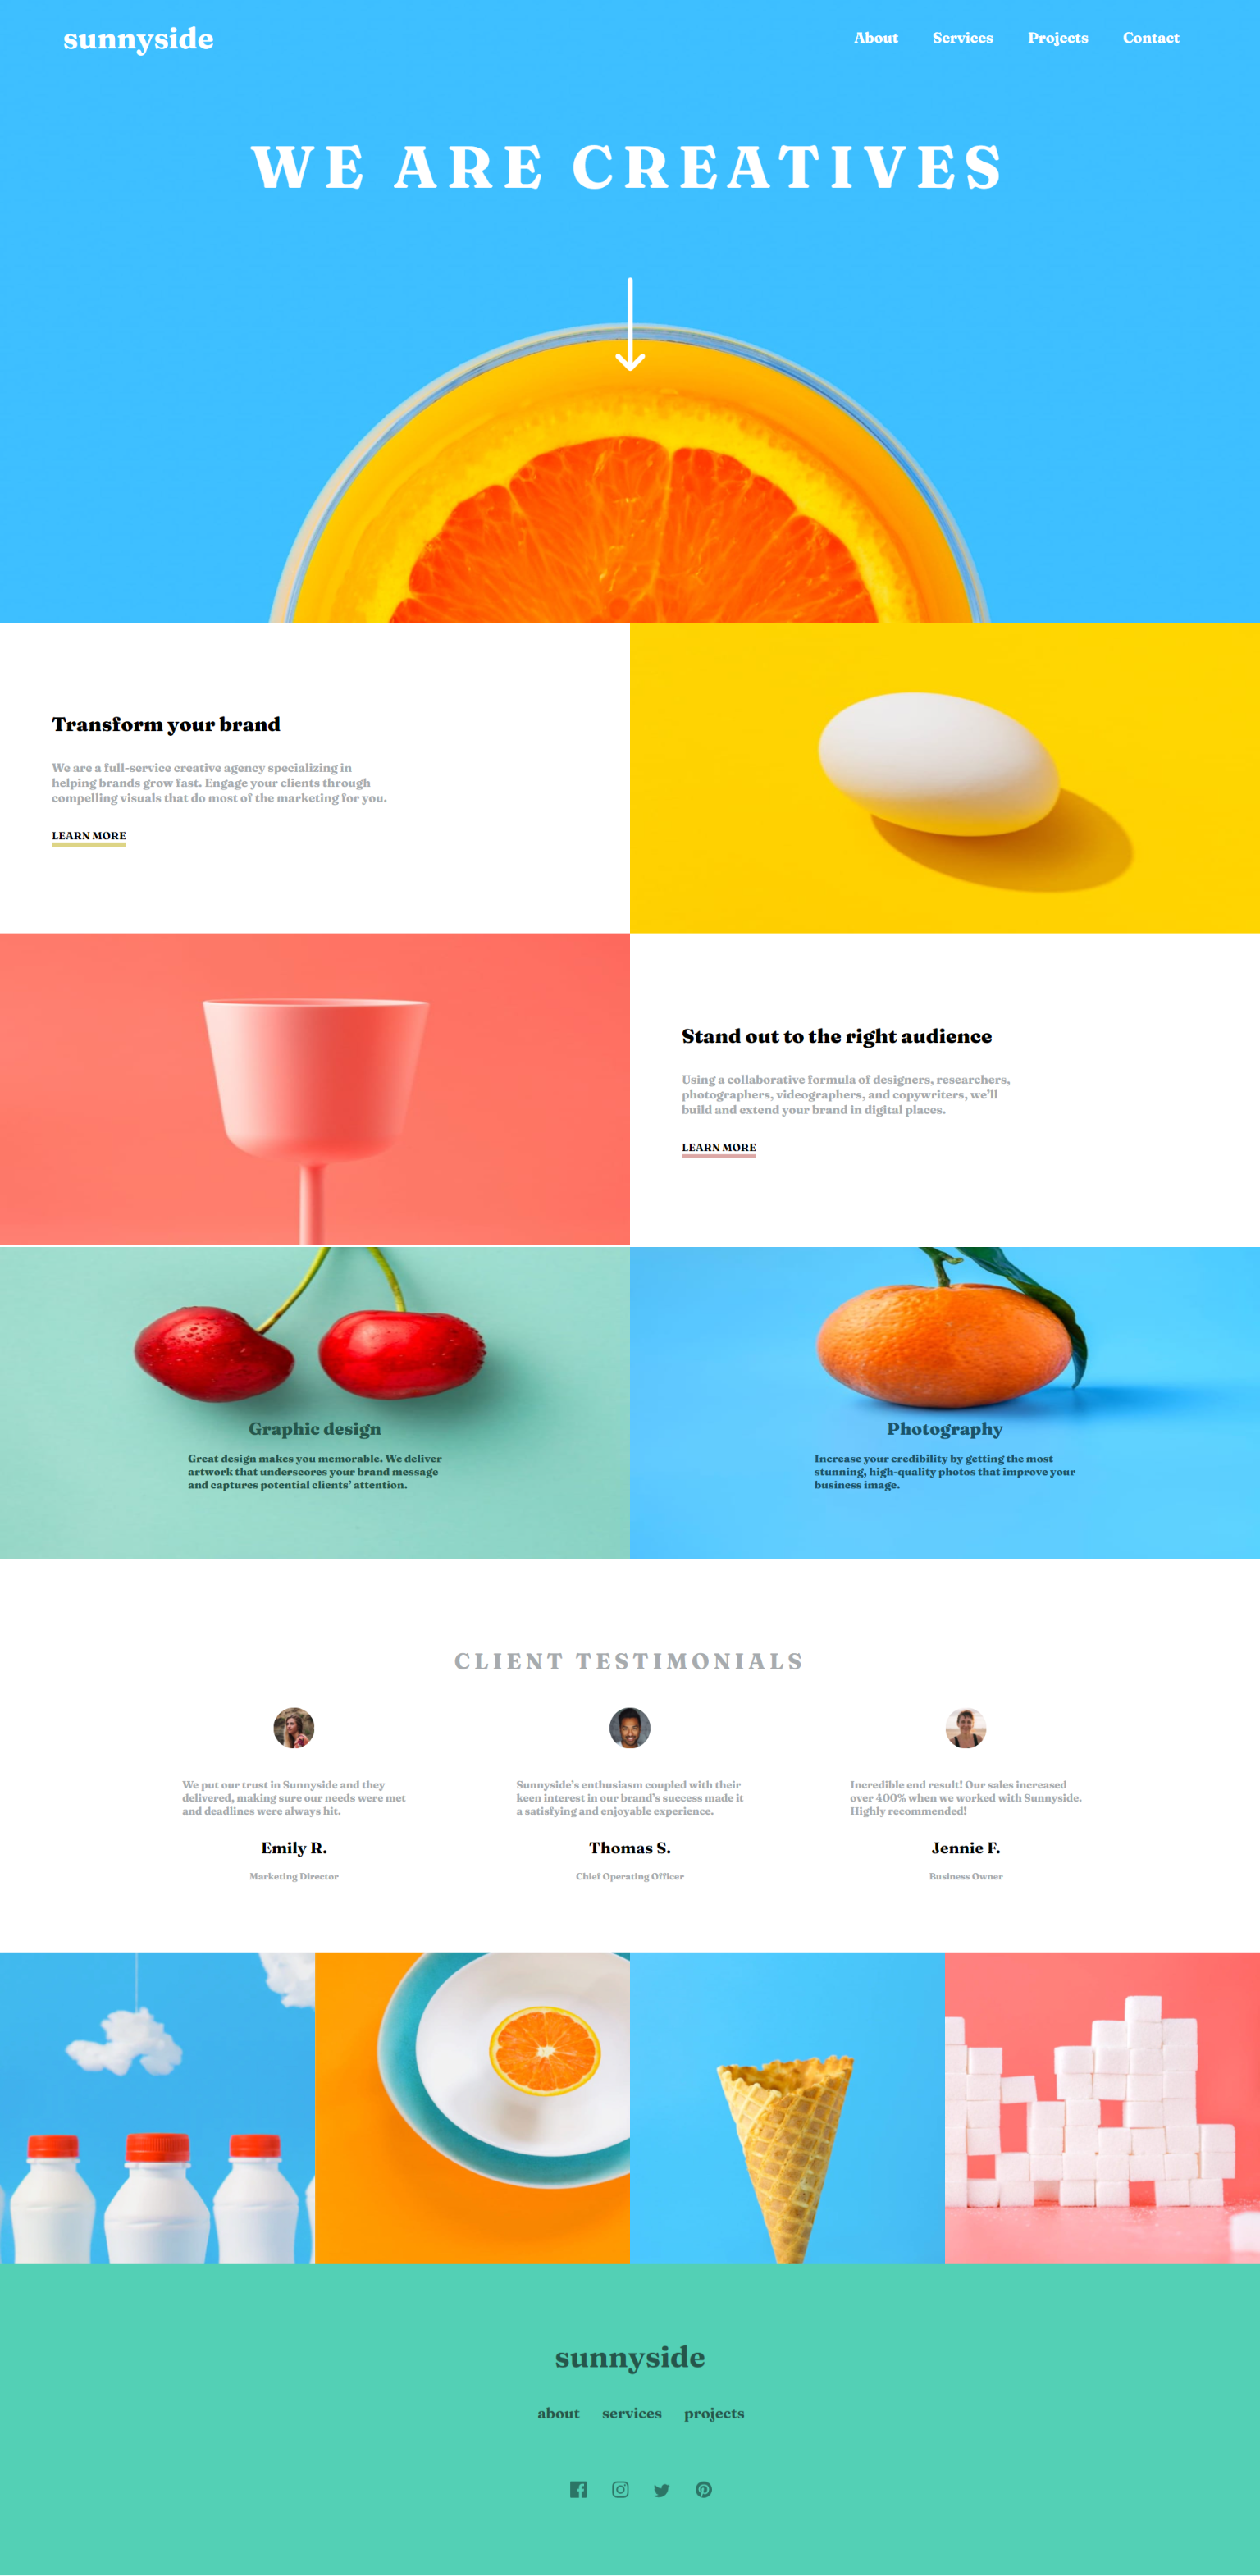 sunnyside
About Services Projects Contact
WE ARE CREATIVES
Transform your brand
We are a full-service creative agency specializing in
helping brands grow fast. Engage your clients through
compelling visuals that do most of the marketing for you.
LEARN MORE
Stand out to the right audience
Using a collaborative formula of designers, researchers,
photographers, videographers, and copywriters, we’ll
build and extend your brand in digital places.
LEARN MORE
Graphic design
Great design makes you memorable. We deliver
artwork that underscores your brand message
and captures potential clients’ attention.
Photography
Increase your credibility by getting the most
stunning, high-quality photos that improve your
business image.
CLIENT TESTIMONIALS
We put our trust in Sunnyside and they
delivered, making sure our needs were met
and deadlines were always hit.
Emily R.
Marketing Director
Sunnyside’s enthusiasm coupled with their
keen interest in our brand’s success made it
a satisfying and enjoyable experience.
Thomas S.
Chief Operating Officer
Incredible end result! Our sales increased
over 400% when we worked with Sunnyside.
Highly recommended!
Jennie F.
Business Owner
sunnyside
about services projects